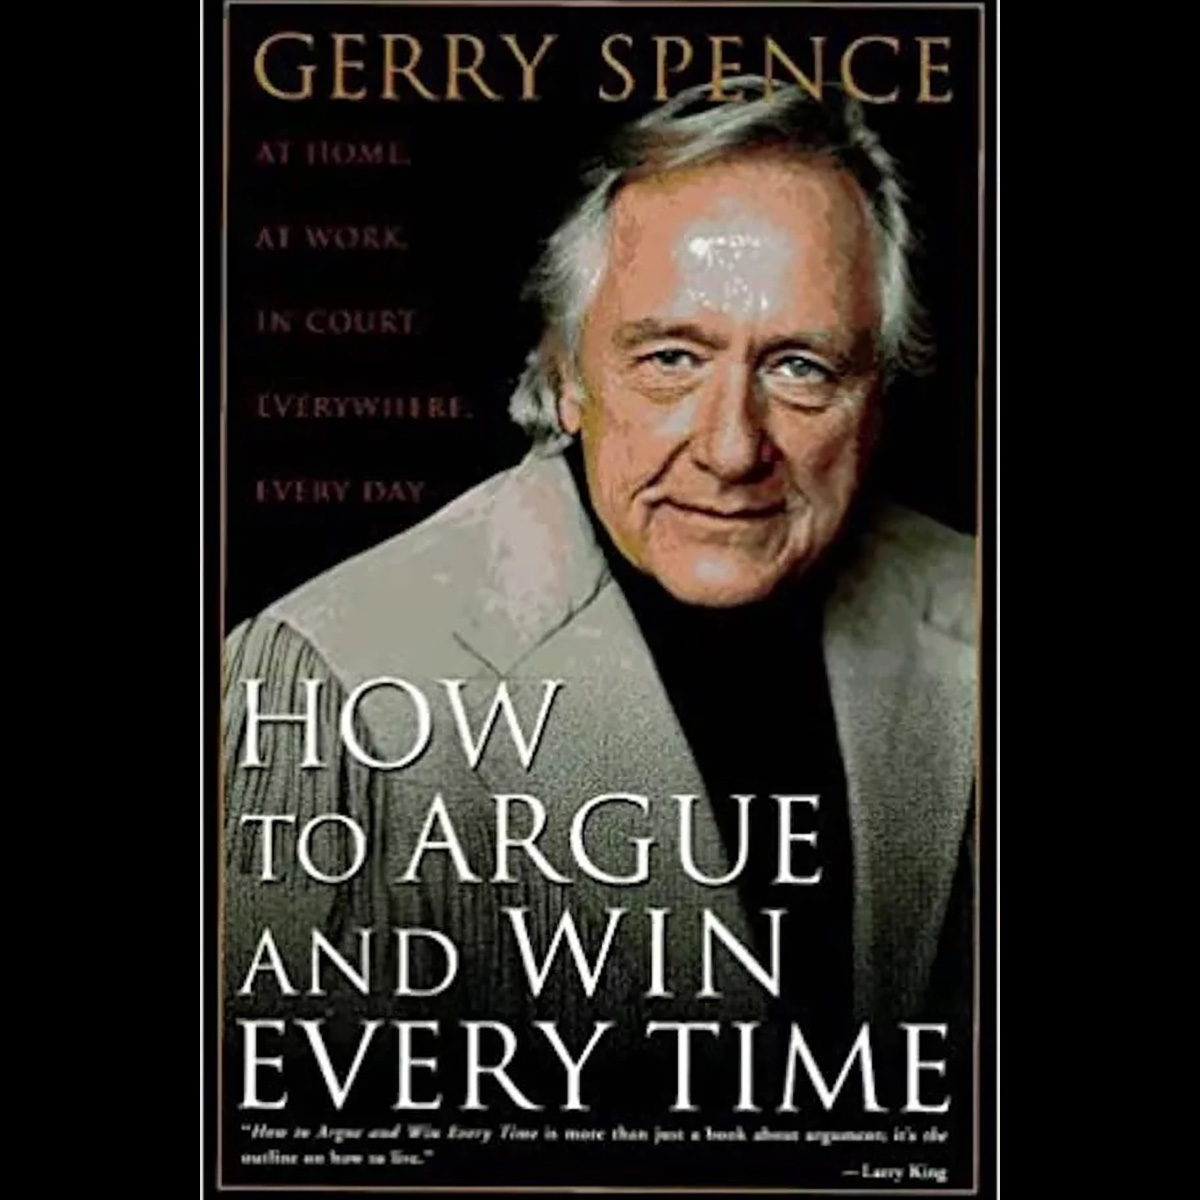 GERRY SPENCE
AT HOME.
AT WORK.
IN COURT.
EVERYWHERE.
EVERY DAY
HOW
TO ARGUE
AND WIN
EVERY TIME
"How to Argue and Win Every Time is more than just a book about argument; it's the
outline on how to live."
—Larry King